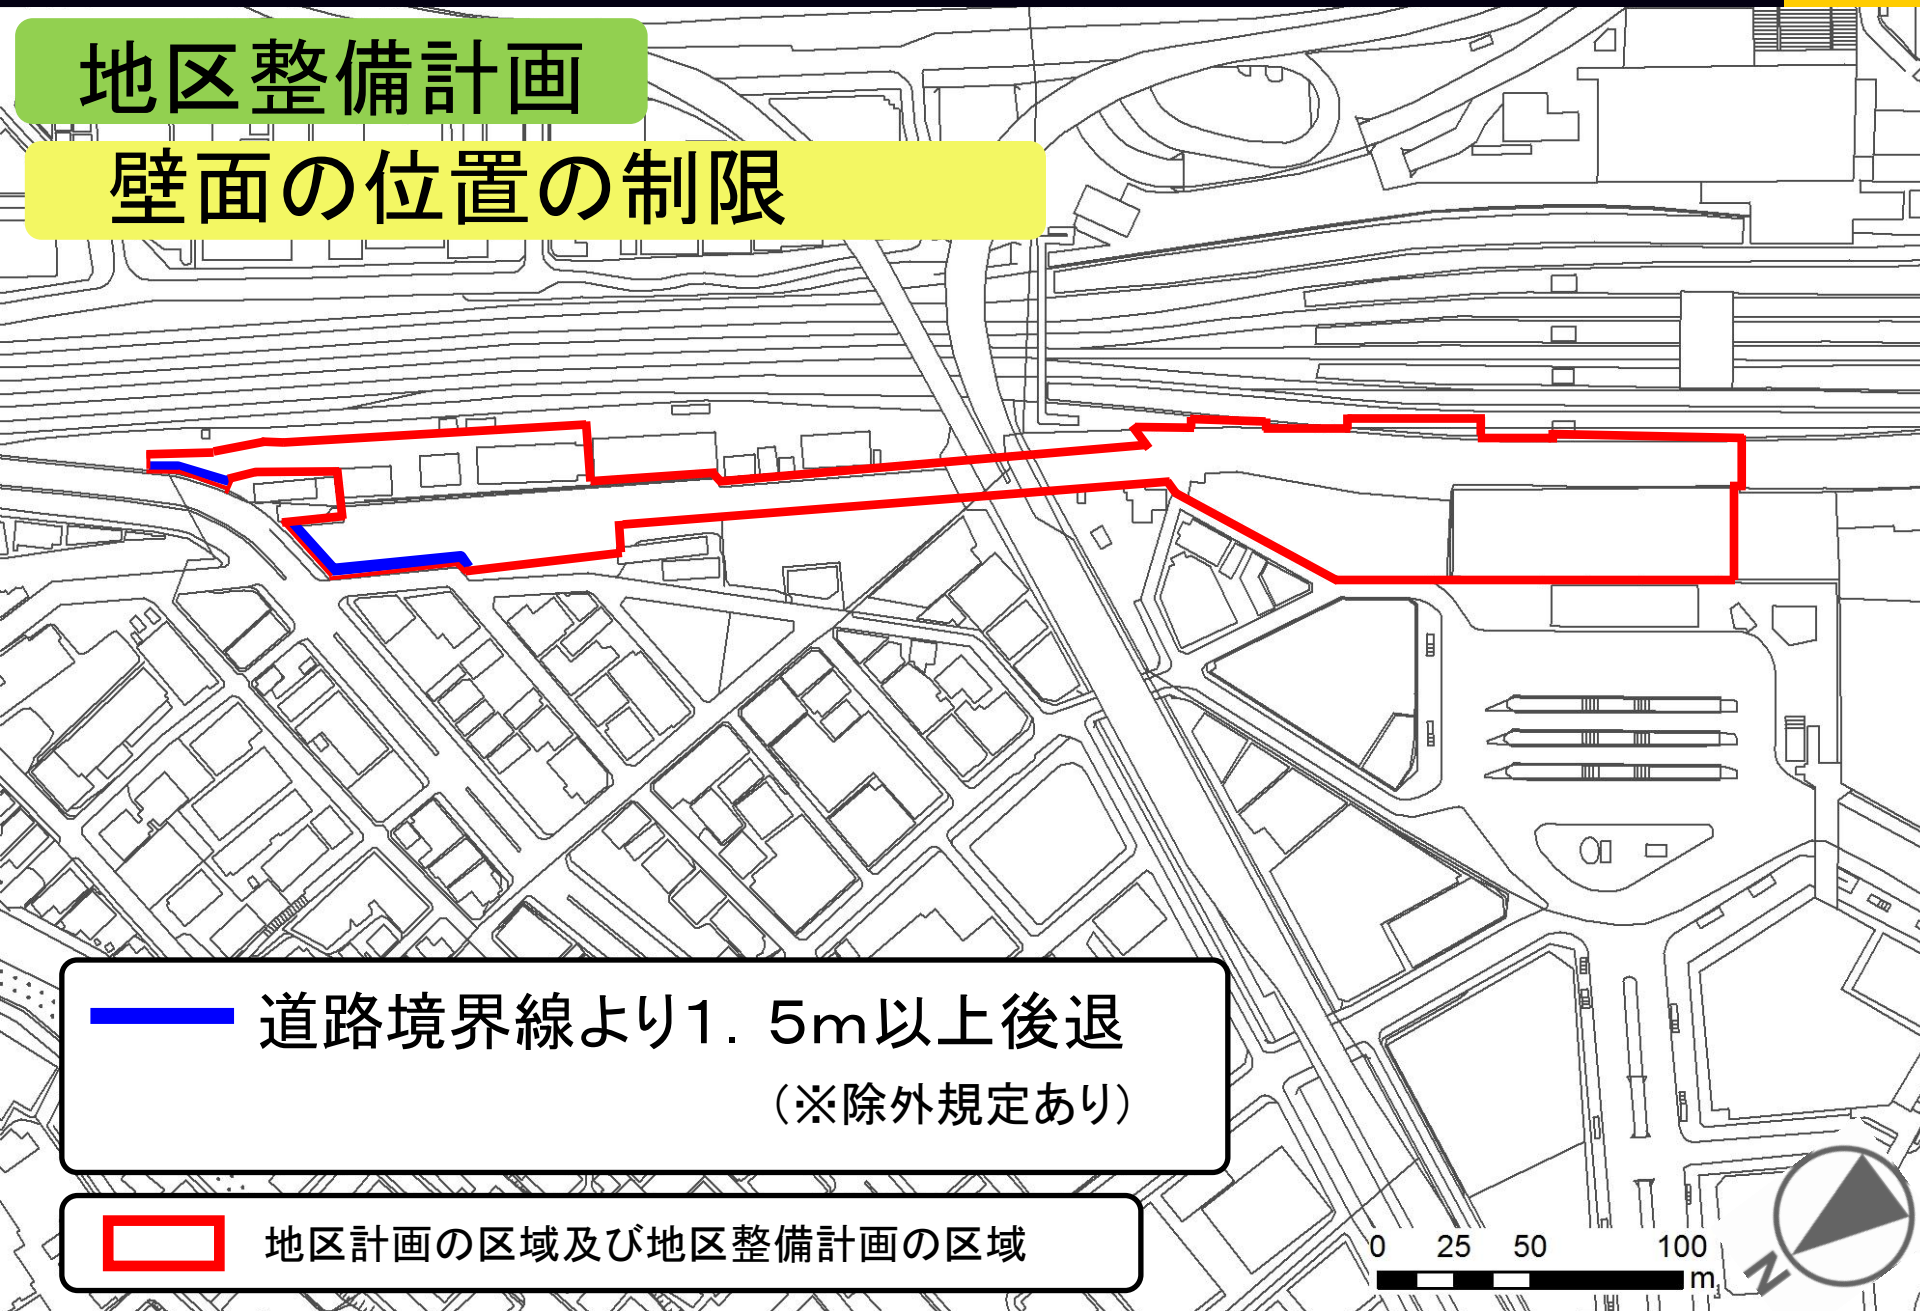 地区整備計画
壁面の位置の制限
道路境界線より1．5m以上後退
（※除外規定あり）
地区計画の区域及び地区整備計画の区域
0 25 50 100
m
N